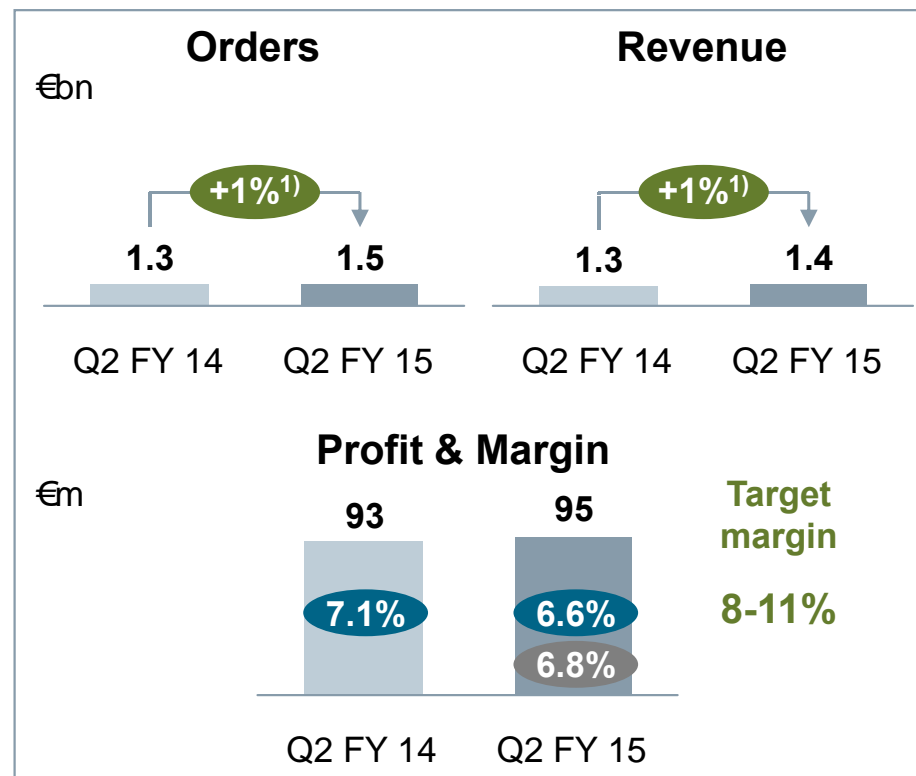 Orders
Revenue
€bn
+1%1)
+1%1)
1.3
1.5
1.3
1.4
Q2 FY 14
Q2 FY 15
Q2 FY 14
Q2 FY 15
Profit & Margin
€m
93
95
Target
margin
7.1%
6.6%
8-11%
6.8%
Q2 FY 14
Q2 FY 15